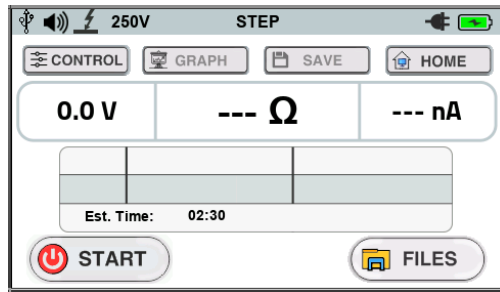 250V STEP
CONTROL GRAPH SAVE HOME
0.0 V --- Ω --- nA
Est. Time: 02:30
START FILES